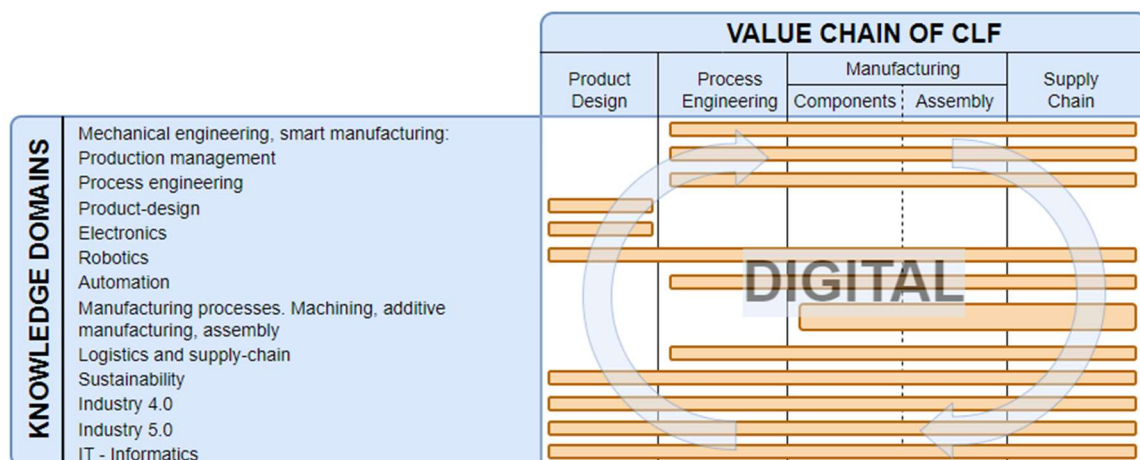 VALUE CHAIN OF CLF
Product
Design
Process
Engineering
Manufacturing
Components
Assembly
Supply
Chain
KNOWLEDGE DOMAINS
Mechanical engineering, smart manufacturing:
Production management
Process engineering
Product-design
Electronics
Robotics
Automation
Manufacturing processes. Machining, additive
manufacturing, assembly
Logistics and supply-chain
Sustainability
Industry 4.0
Industry 5.0
IT - Informatics
DIGITAL